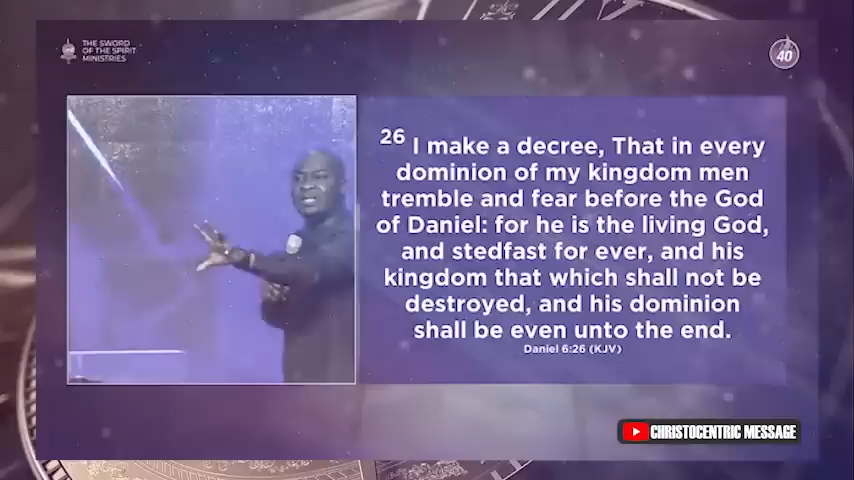 THE SWORD
OF THE SPIRIT
MINISTRIES
40
26 I make a decree, That in every
dominion of my kingdom men
tremble and fear before the God
of Daniel: for he is the living God,
and stedfast for ever, and his
kingdom that which shall not be
destroyed, and his dominion
shall be even unto the end.
Daniel 6:26 (KJV)
CHRISTOCENTRIC MESSAGE